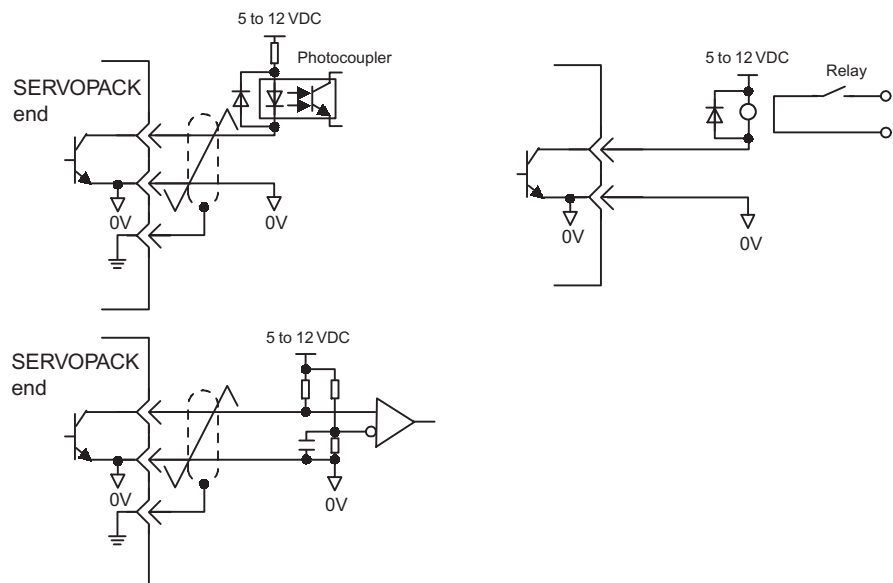 5 to 12 VDC
Photocoupler
SERVOPACK
end
0V
0V
5 to 12 VDC
Relay
0V
0V
5 to 12 VDC
SERVOPACK
end
0V
0V